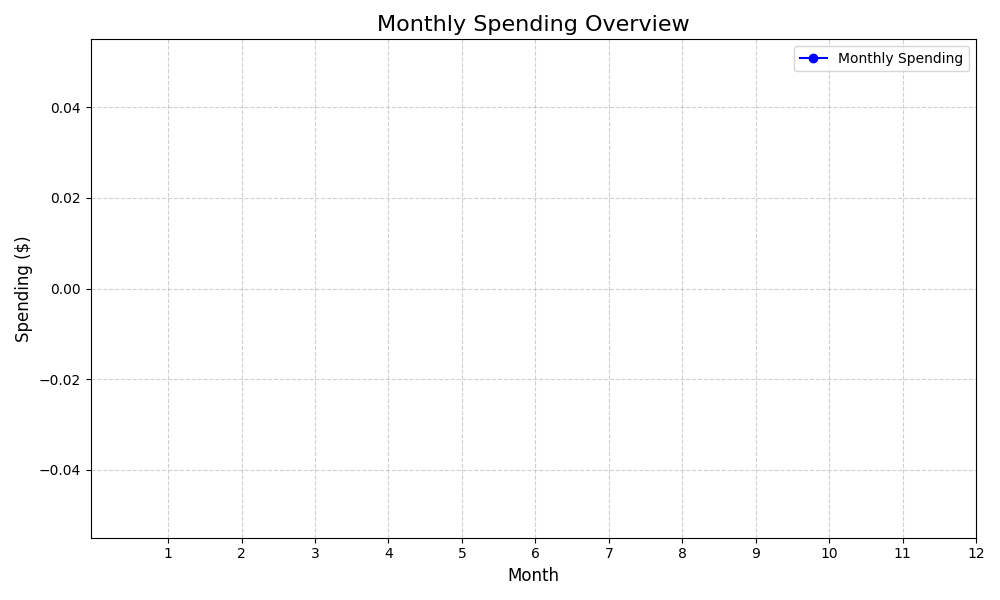 Monthly Spending Overview
Monthly Spending
0.04
0.02
0.00
−0.02
−0.04
Spending ($)
1 2 3 4 5 6 7 8 9 10 11 12
Month